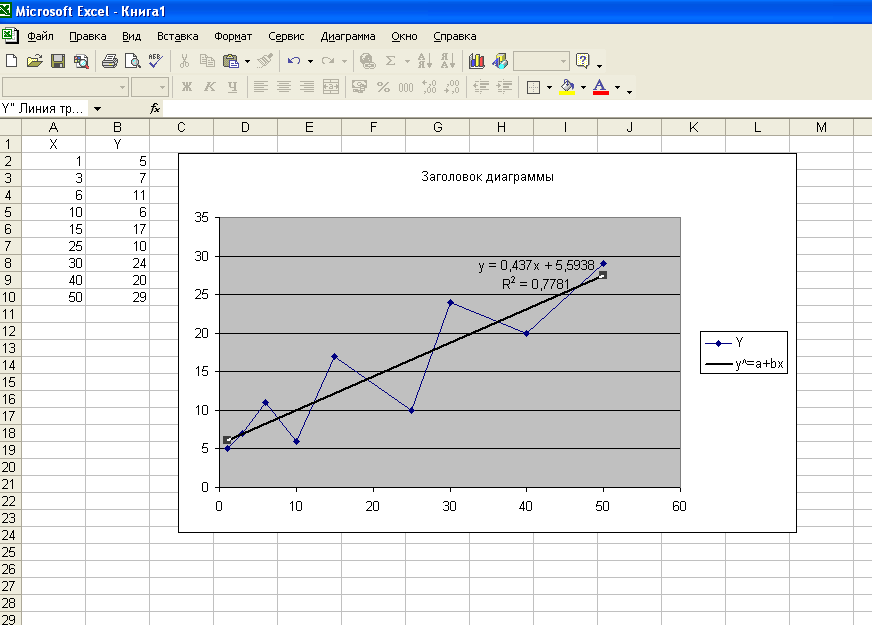 Microsoft Excel - Книга1
Файл Правка Вид Вставка Формат Сервис Диаграмма Окно Справка
Ж К Ч % 000
Y" Линия тр... fx
A B C D E F G H I J K L M
1 X Y
2 1 5
3 3 7
4 6 11
5 10 6
6 15 17
7 25 10
8 30 24
9 40 20
10 50 29
11
12
13
14
15
16
17
18
19
20
21
22
23
24
25
26
27
28
29
Заголовок диаграммы
35
30
25
20
15
10
5
0
0 10 20 30 40 50 60
y = 0,437x + 5,5938
R² = 0,7781
Y
y^=a+bx